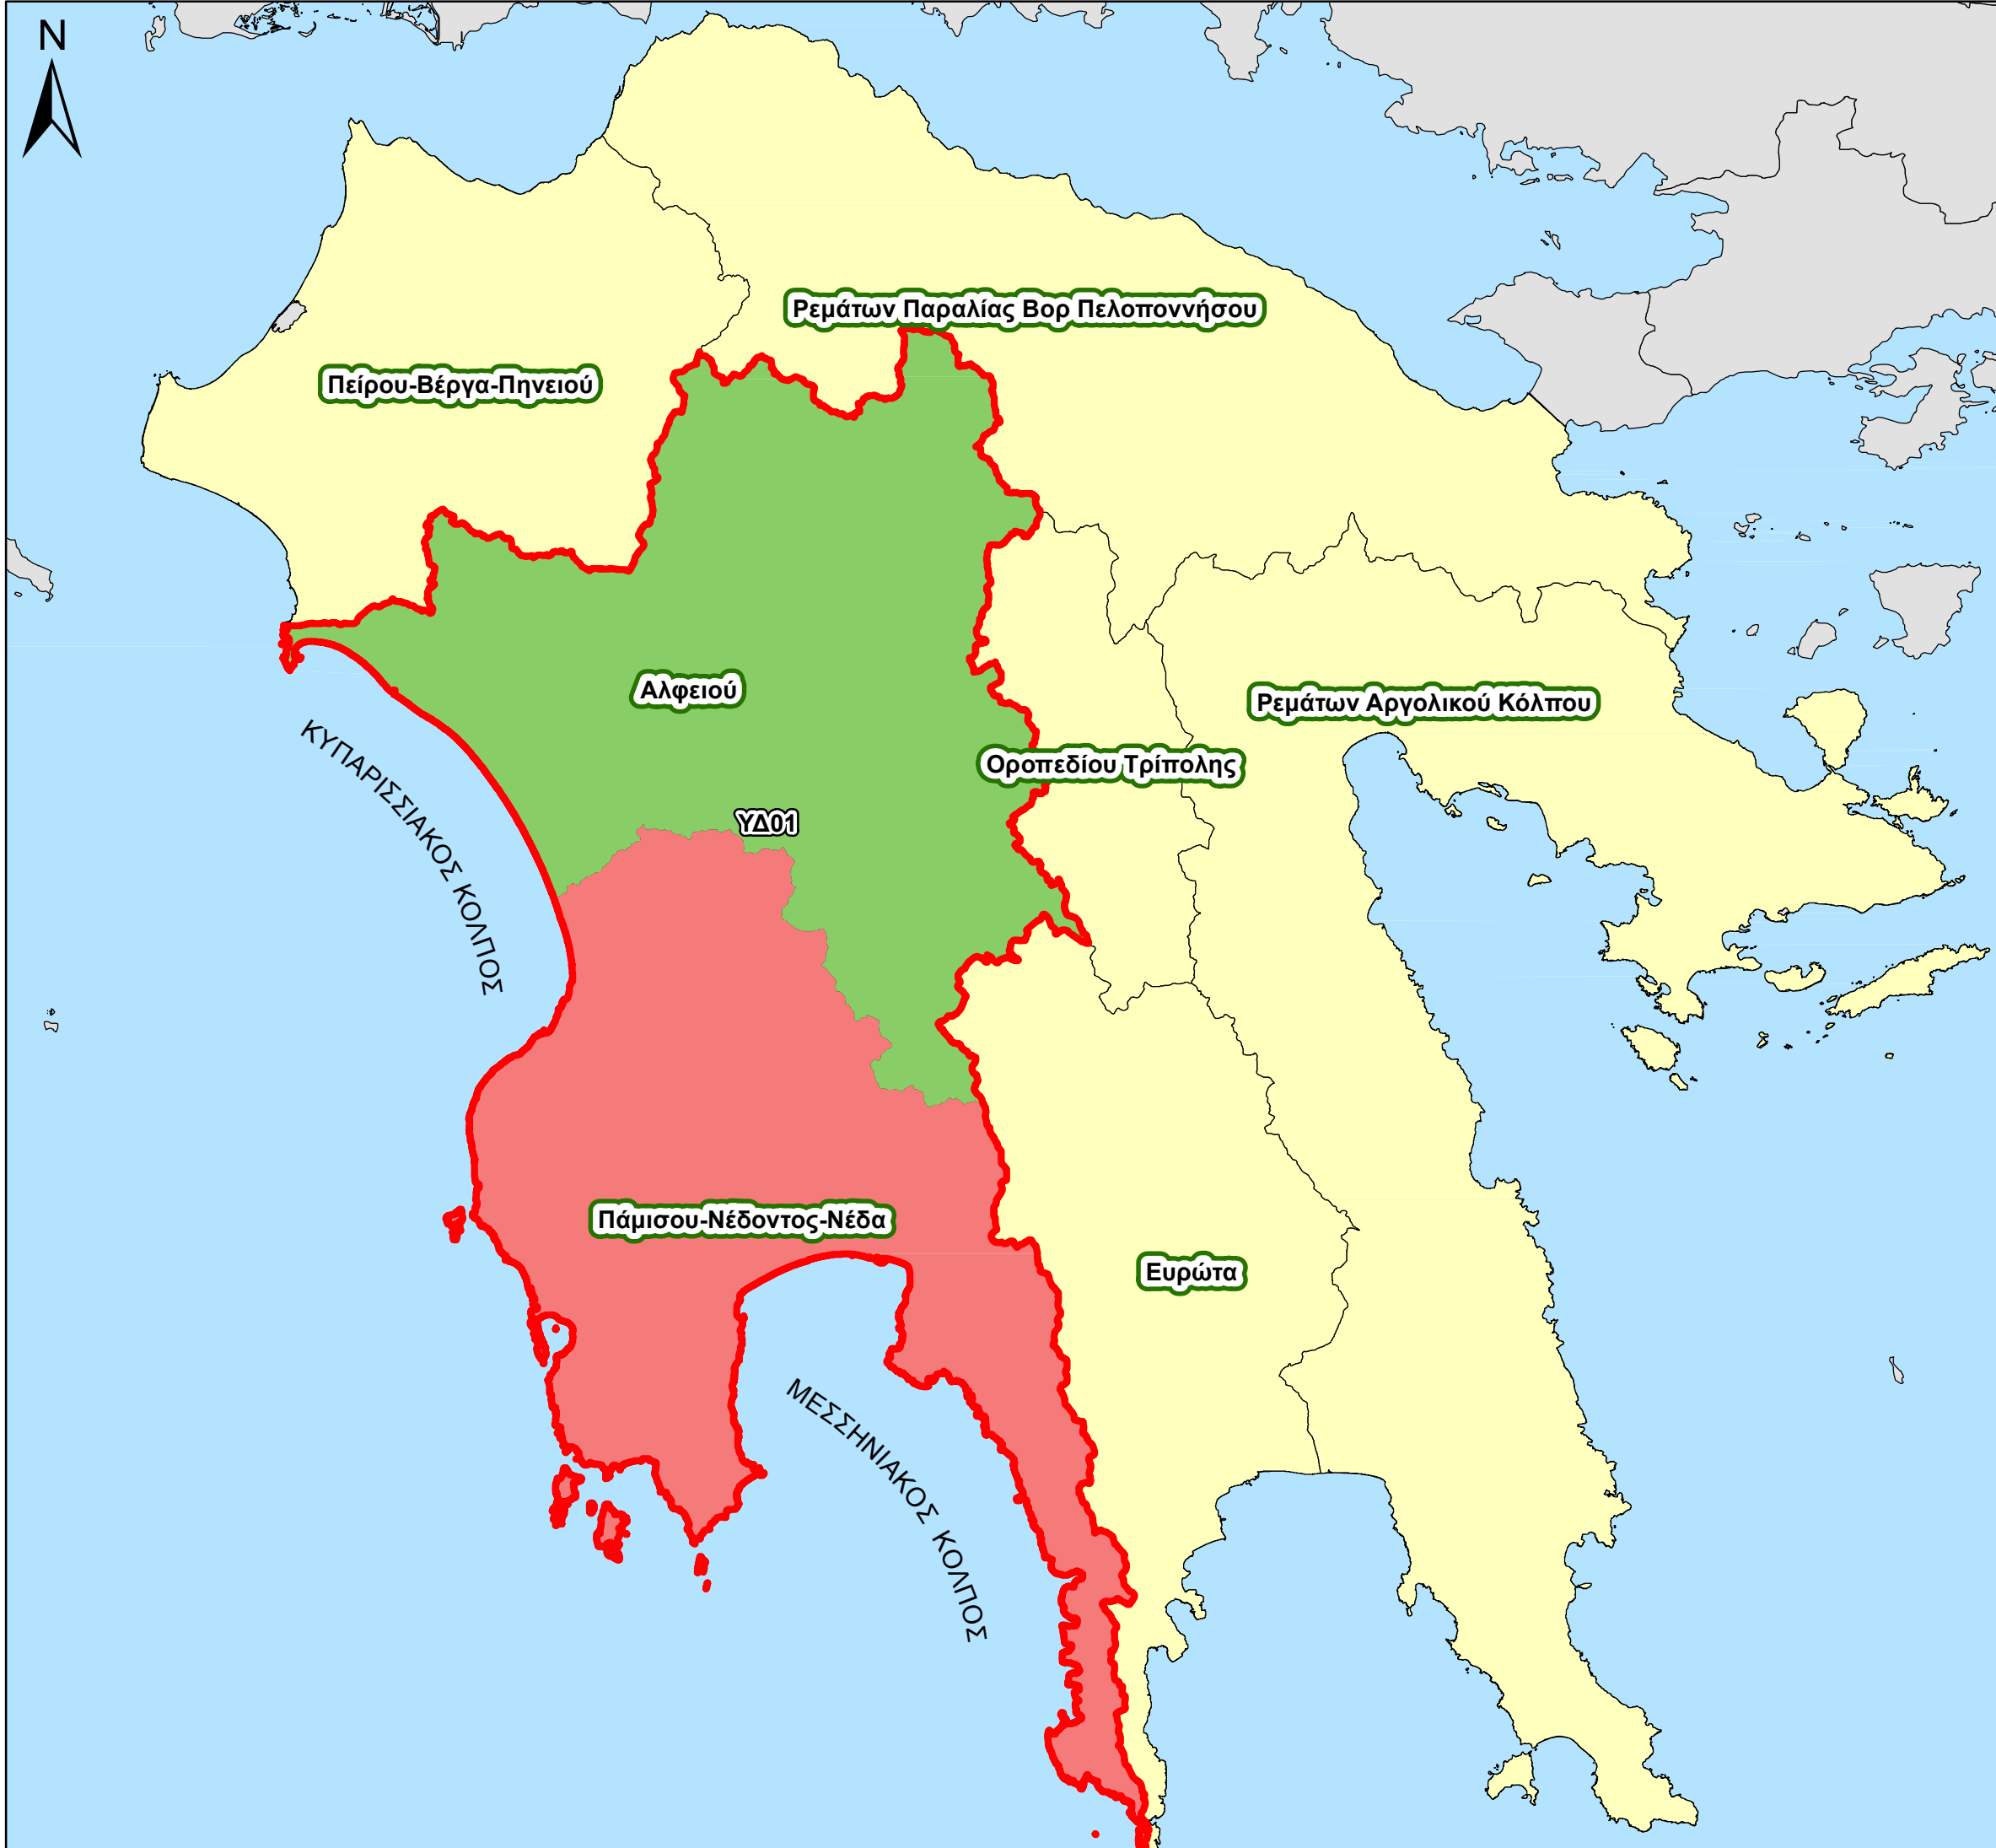 N
Ρεμάτων Παραλίας Βορ Πελοποννήσου
Πείρου-Βέργα-Πηνειού
Αλφειού
Ρεμάτων Αργολικού Κόλπου
Οροπεδίου Τρίπολης
ΚΥΠΑΡΙΣΣΙΑΚΟΣ ΚΟΛΠΟΣ
ΥΔ01
Πάμισου-Νέδοντος-Νέδα
Ευρώτα
ΜΕΣΣΗΝΙΑΚΟΣ ΚΟΛΠΟΣ